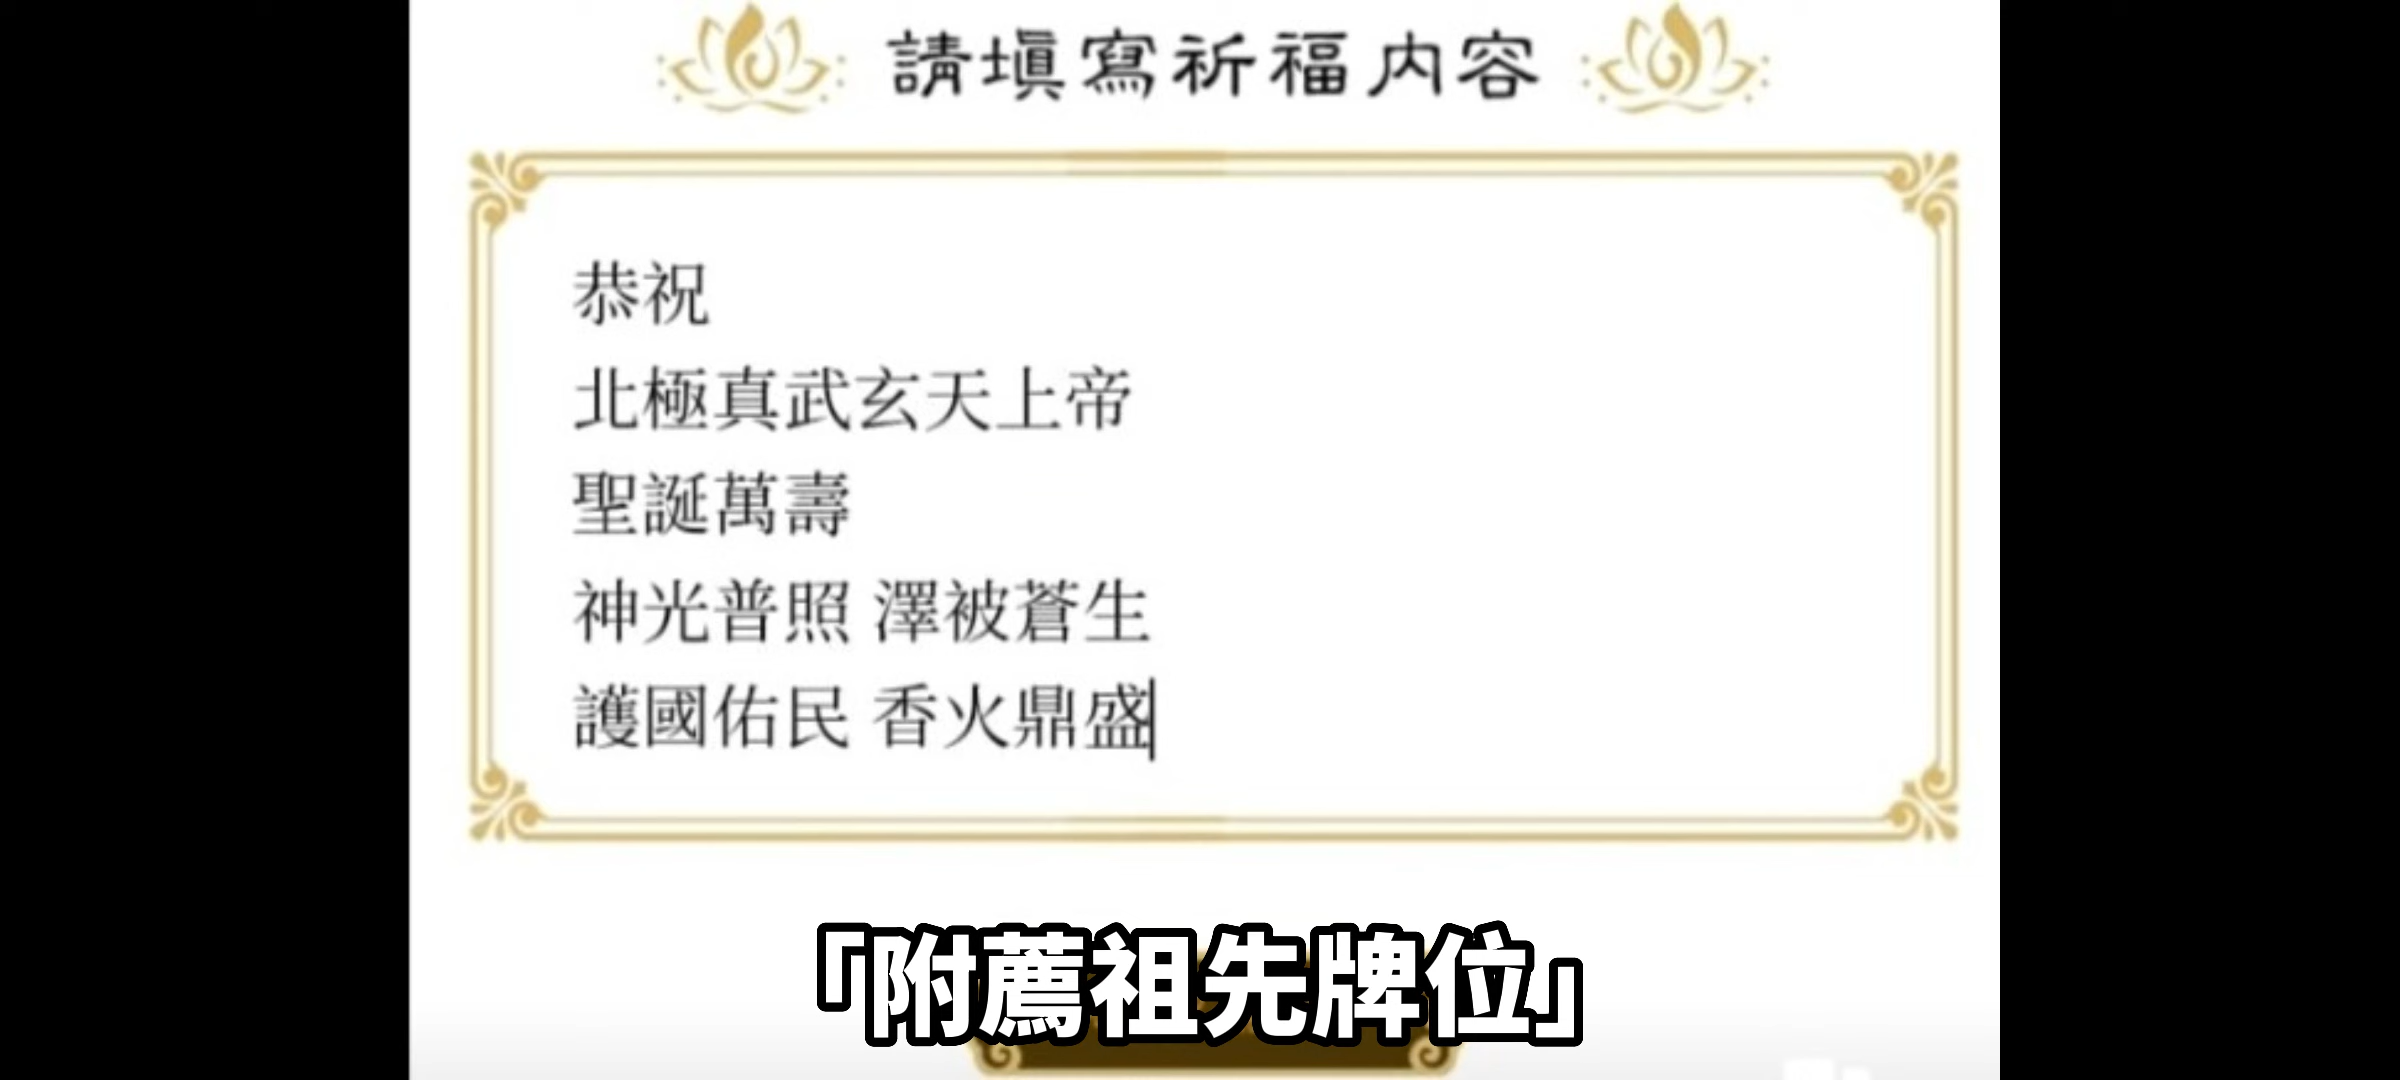 請填寫祈福内容
恭祝
北極真武玄天上帝
聖誕萬壽
神光普照 澤被蒼生
護國佑民 香火鼎盛
「附薦祖先牌位」